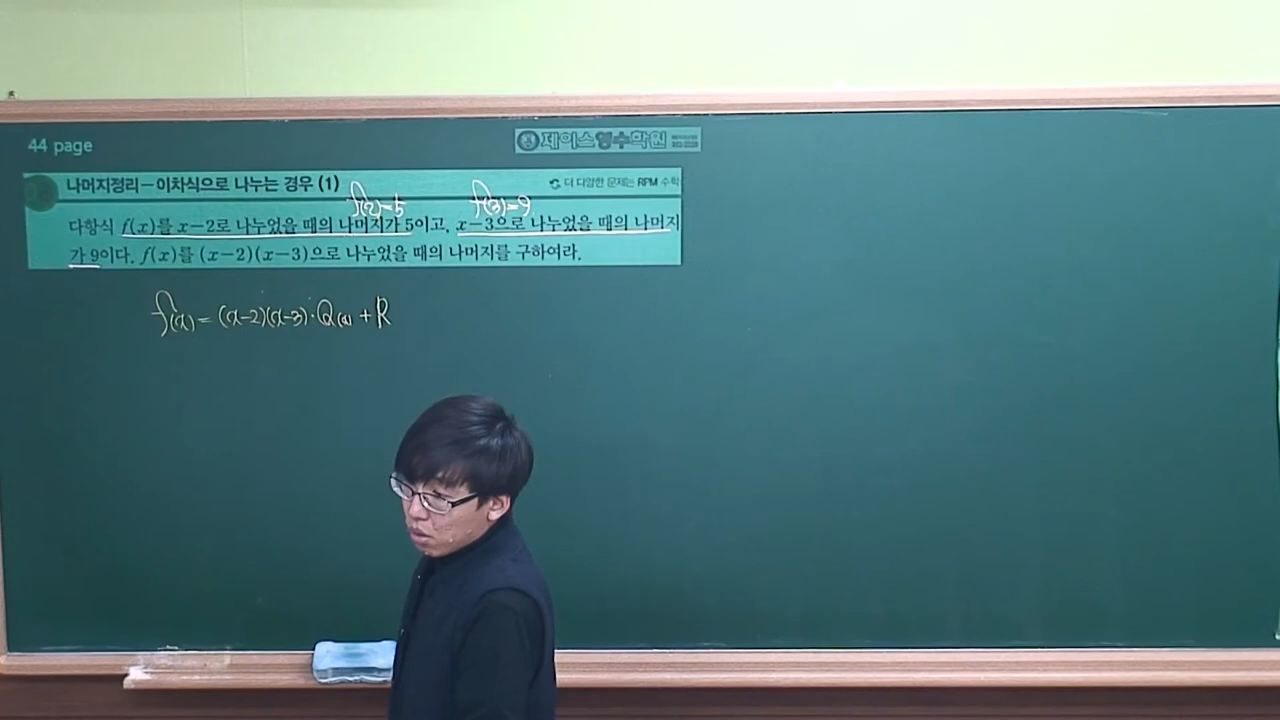 44 page
제이스영수학원
나머지정리-이차식으로 나누는 경우 (1)
더 다양한 문제는 RPM 수학
f(2)=5 f(3)=9
다항식 f(x)를 x-2로 나누었을 때의 나머지가 5이고, x-3으로 나누었을 때의 나머지
가 9이다. f(x)를 (x-2)(x-3)으로 나누었을 때의 나머지를 구하여라.
f(x) = (x-2)(x-3)·Q(x) + R